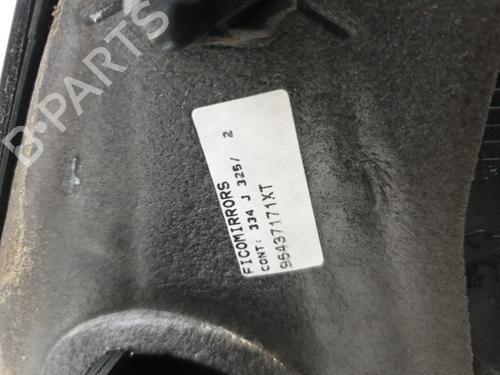 B-PARTS
FICOMIRRORS 2
CONT: 334 J 325/
96437171XT